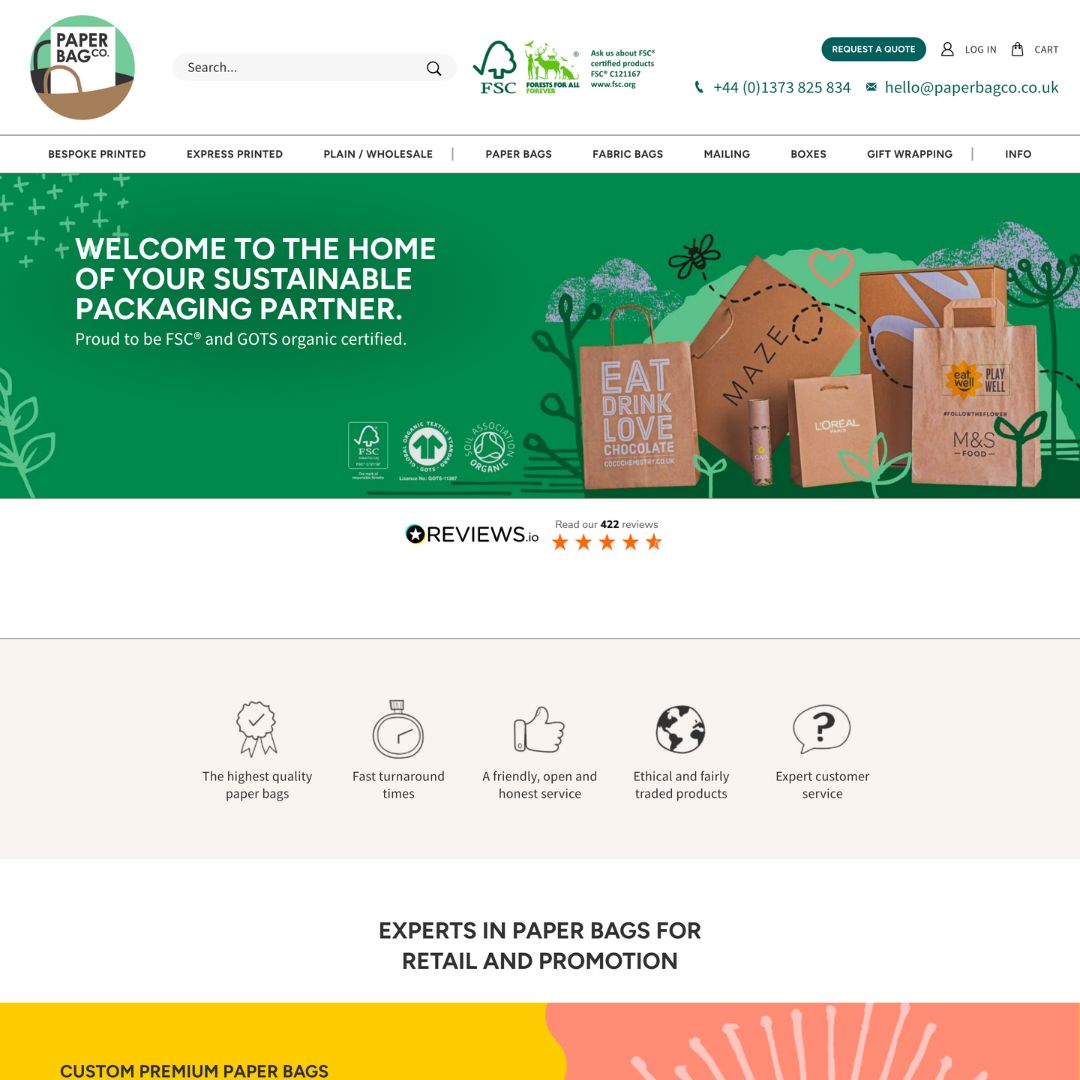 PAPER
BAG CO.
Search...
FSC
®
FORESTS FOR ALL
FOREVER
Ask us about FSC®
certified products
FSC® C121167
www.fsc.org
REQUEST A QUOTE
LOG IN
CART
+44 (0)1373 825 834
hello@paperbagco.co.uk
BESPOKE PRINTED
EXPRESS PRINTED
PLAIN / WHOLESALE
PAPER BAGS
FABRIC BAGS
MAILING
BOXES
GIFT WRAPPING
INFO
WELCOME TO THE HOME
OF YOUR SUSTAINABLE
PACKAGING PARTNER.
Proud to be FSC® and GOTS organic certified.
FSC
The mark of
responsible forestry
GLOBAL ORGANIC TEXTILE STANDARD
· GOTS ·
SOIL ASSOCIATION
ORGANIC
EAT
DRINK
LOVE
CHOCOLATE
COCOCHEMISTRY.CO.UK
MAZE
L'ORÉAL
PARIS
eat
well
PLAY
WELL
#FOLLOWTHEFLOWER
M&S
FOOD
REVIEWS.io
Read our 422 reviews
?
The highest quality
paper bags
Fast turnaround
times
A friendly, open and
honest service
Ethical and fairly
traded products
Expert customer
service
EXPERTS IN PAPER BAGS FOR
RETAIL AND PROMOTION
CUSTOM PREMIUM PAPER BAGS